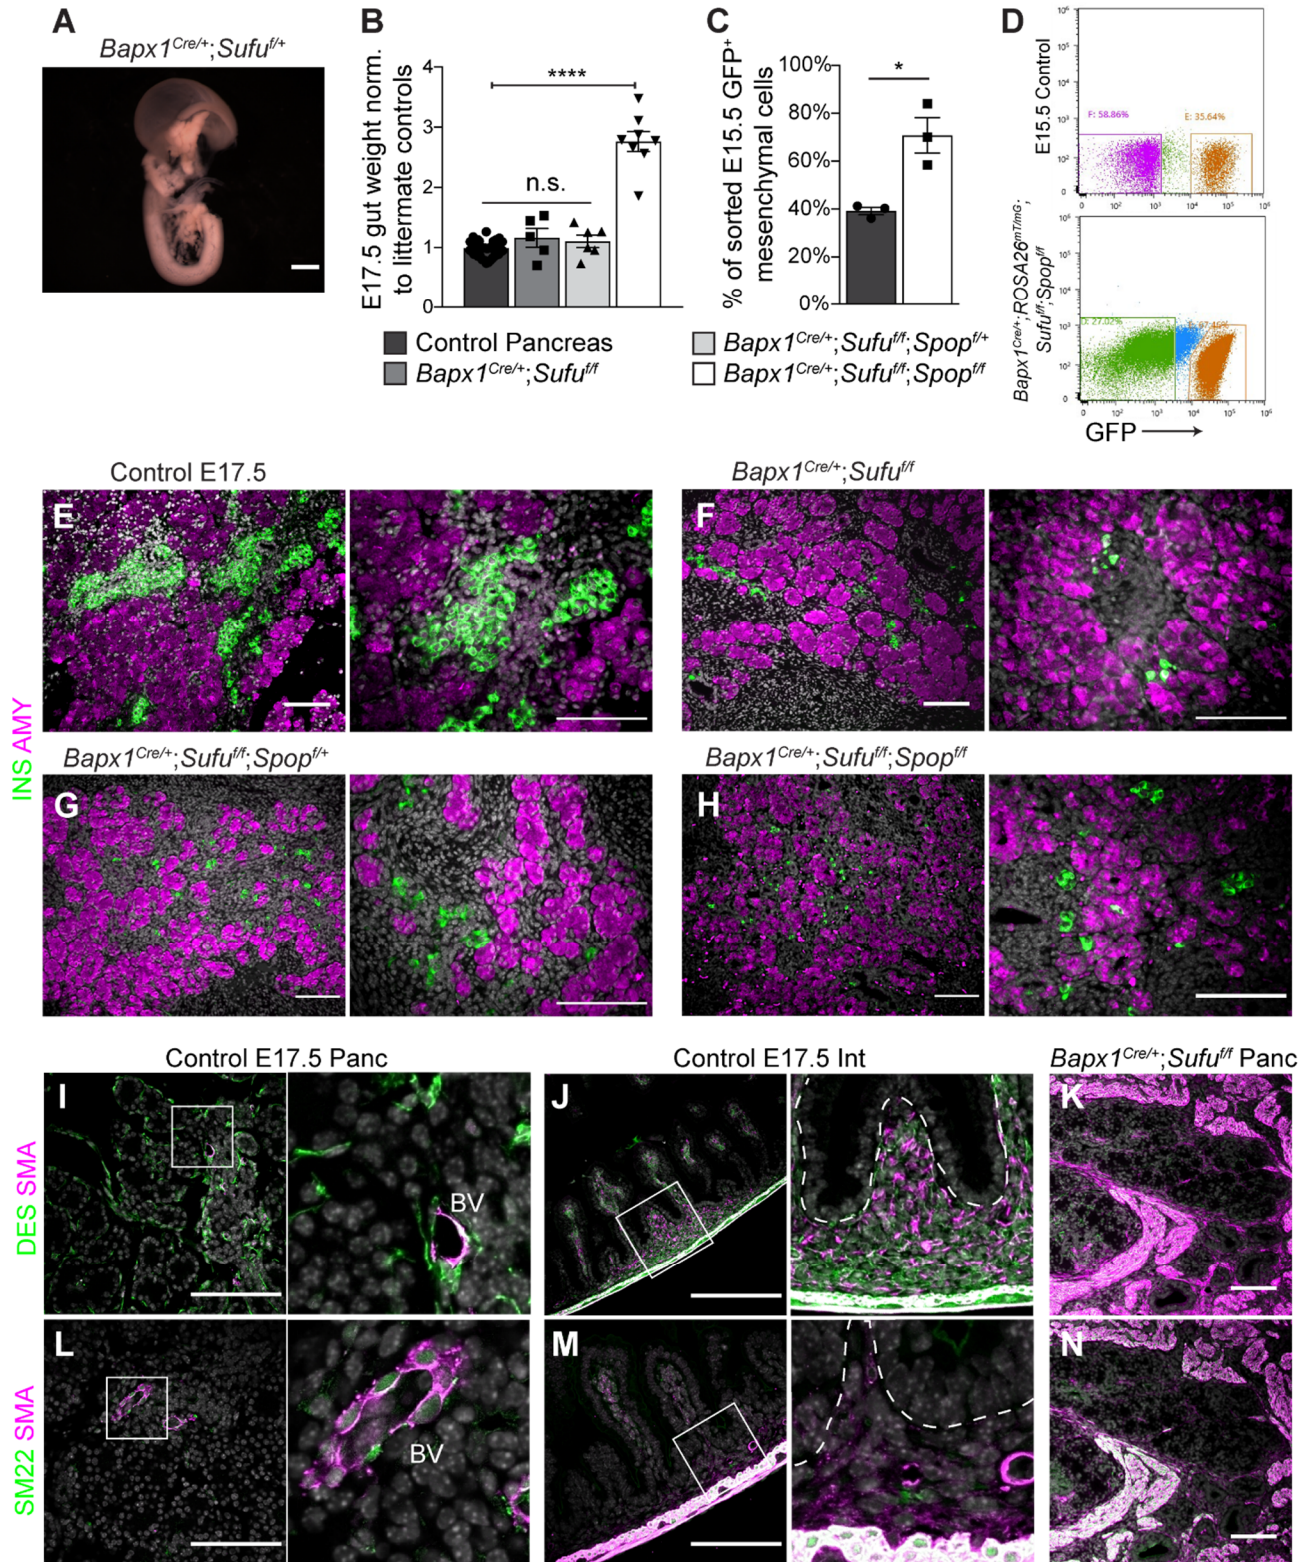 A
Bapx1Cre/+;Sufuf/+
B
E17.5 gut weight norm.
to littermate controls
4
3
2
1
0
****
n.s.
C
% of sorted E15.5 GFP+
mesenchymal cells
100%
80%
60%
40%
20%
0%
*
D
E15.5 Control
F: 58.86%
E: 35.64%
Bapx1Cre/+;ROSA26mT/mG;
Sufuf/f;Spopf/f
GFP
Control Pancreas
Bapx1Cre/+;Sufuf/f
Bapx1Cre/+;Sufuf/f;Spopf/+
Bapx1Cre/+;Sufuf/f;Spopf/f
Control E17.5
Bapx1Cre/+;Sufuf/f
E
F
INS AMY
Bapx1Cre/+;Sufuf/f;Spopf/+
Bapx1Cre/+;Sufuf/f;Spopf/f
G
H
Control E17.5 Panc
Control E17.5 Int
Bapx1Cre/+;Sufuf/f Panc
DES SMA
I
BV
J
K
SM22 SMA
L
BV
M
N